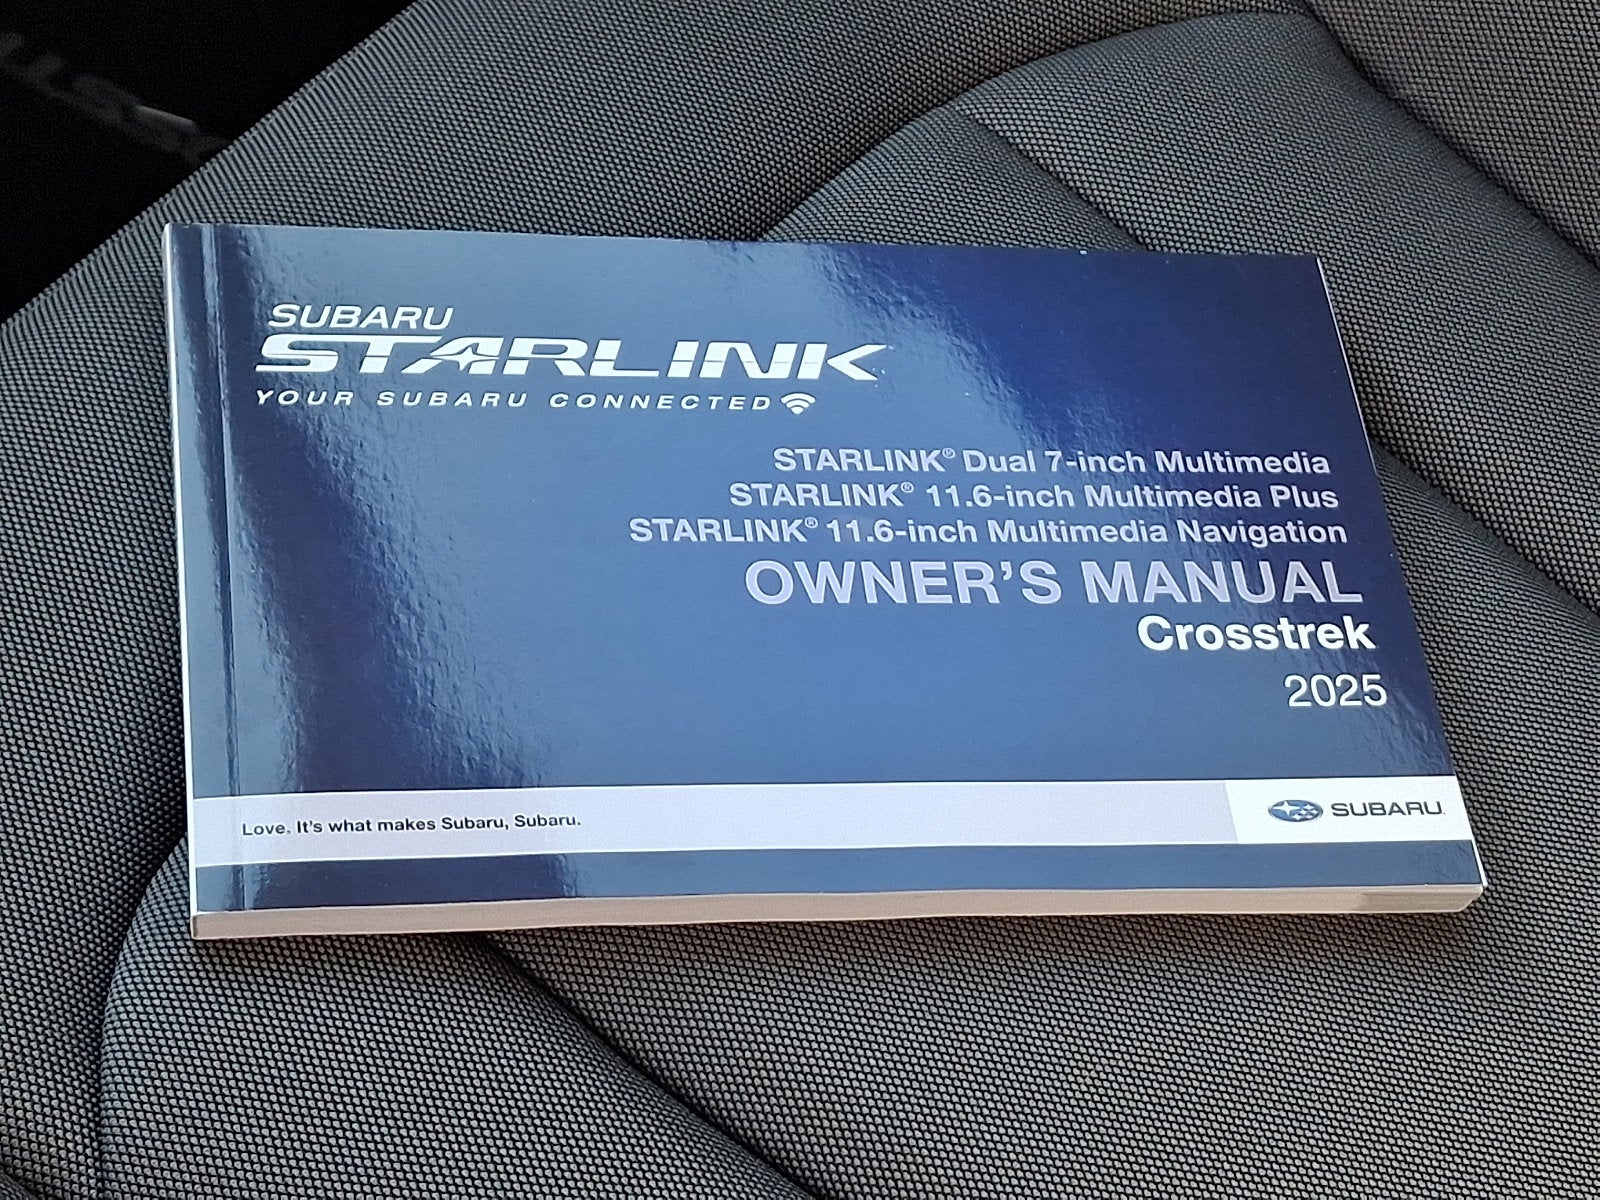 SUBARU
STARLINK
YOUR SUBARU CONNECTED
STARLINK® Dual 7-inch Multimedia
STARLINK® 11.6-inch Multimedia Plus
STARLINK® 11.6-inch Multimedia Navigation
OWNER'S MANUAL
Crosstrek
2025
Love. It's what makes Subaru, Subaru.
SUBARU